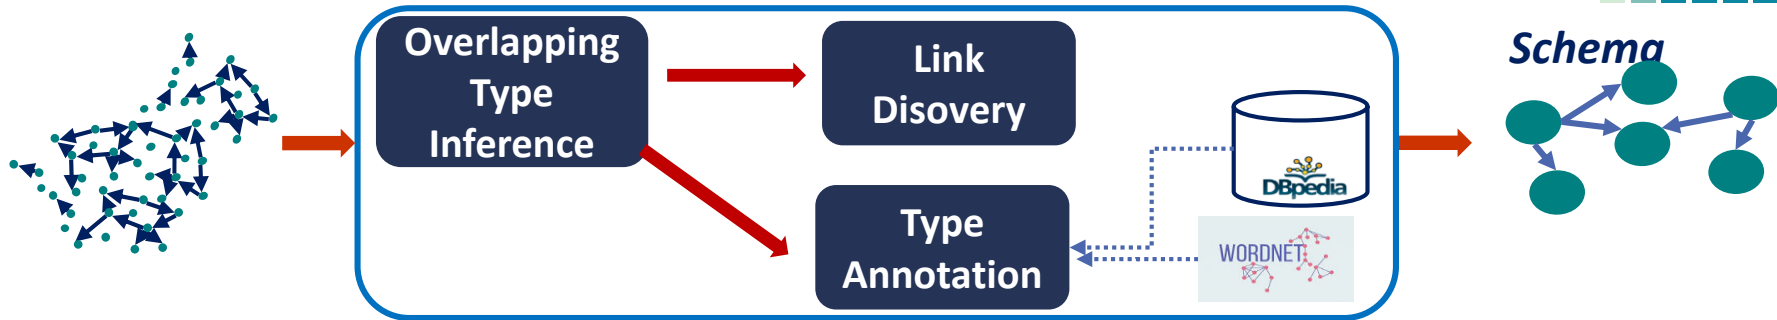 Overlapping
Type
Inference
Link
Disovery
Type
Annotation
DBpedia
WORDNET
Schema